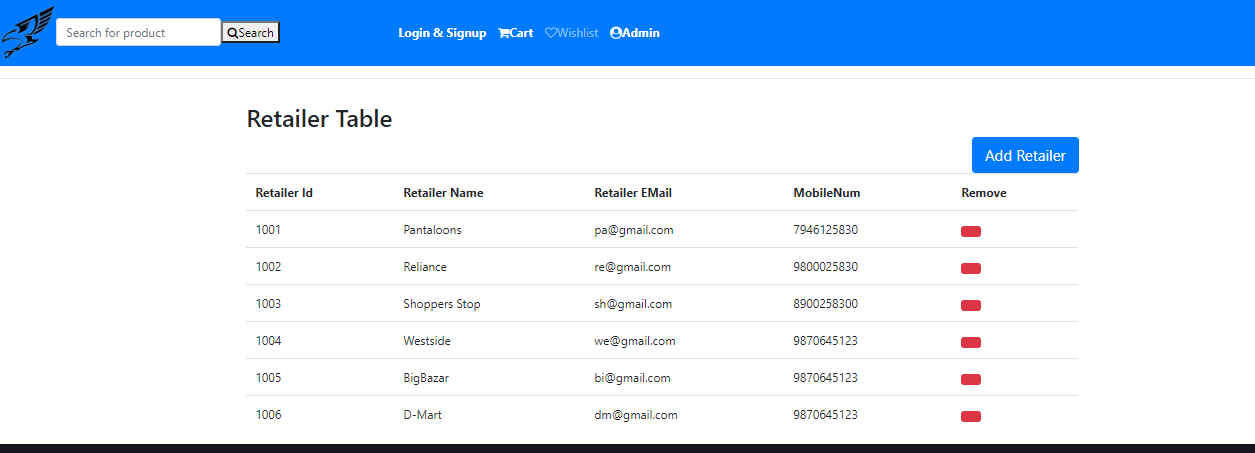 Search for product Search Login & Signup Cart Wishlist Admin
Retailer Table
Add Retailer
Retailer Id Retailer Name Retailer EMail MobileNum Remove
1001 Pantaloons pa@gmail.com 7946125830
1002 Reliance re@gmail.com 9800025830
1003 Shoppers Stop sh@gmail.com 8900258300
1004 Westside we@gmail.com 9870645123
1005 BigBazar bi@gmail.com 9870645123
1006 D-Mart dm@gmail.com 9870645123